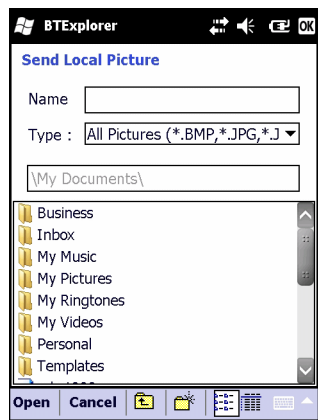 BTExplorer OK
Send Local Picture
Name
Type : All Pictures (*.BMP,*.JPG,*.J
\My Documents\
Business
Inbox
My Music
My Pictures
My Ringtones
My Videos
Personal
Templates
Open Cancel